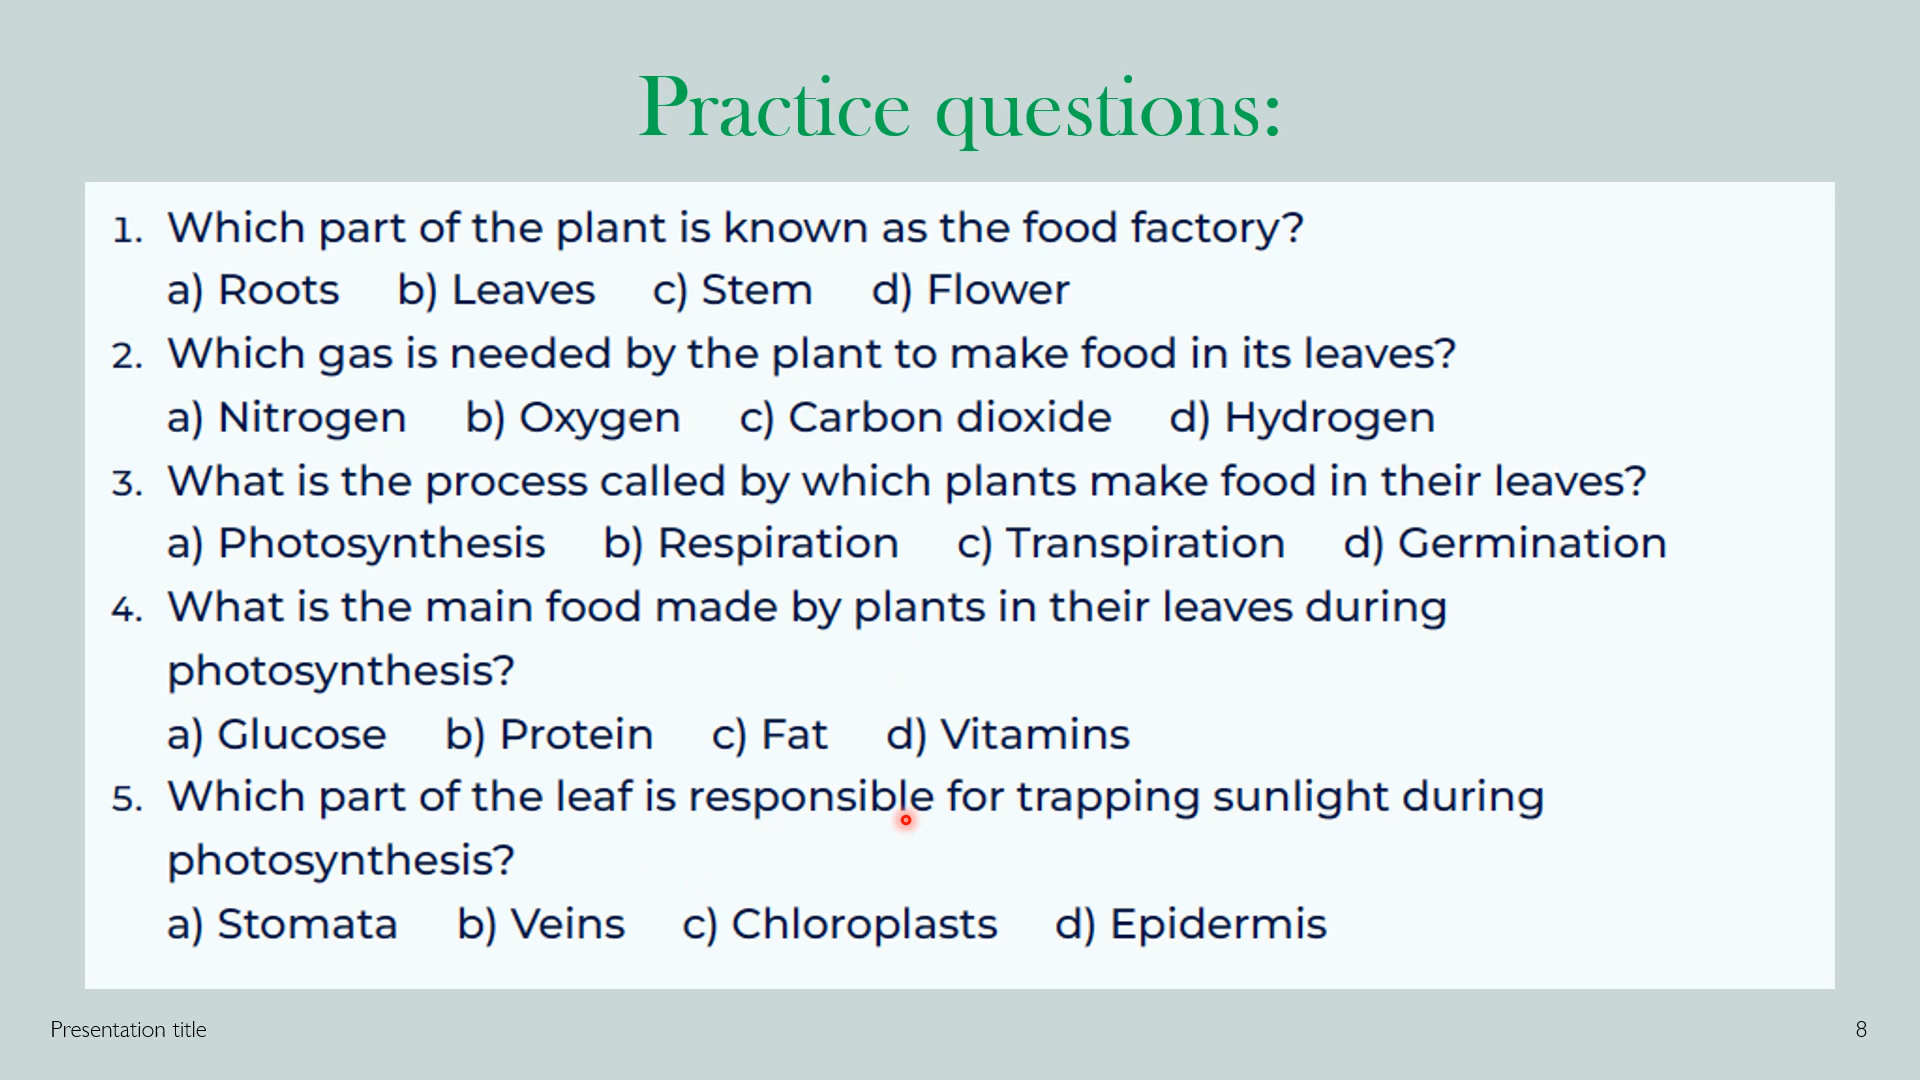 Practice questions:
1. Which part of the plant is known as the food factory?
a) Roots b) Leaves c) Stem d) Flower
2. Which gas is needed by the plant to make food in its leaves?
a) Nitrogen b) Oxygen c) Carbon dioxide d) Hydrogen
3. What is the process called by which plants make food in their leaves?
a) Photosynthesis b) Respiration c) Transpiration d) Germination
4. What is the main food made by plants in their leaves during
photosynthesis?
a) Glucose b) Protein c) Fat d) Vitamins
5. Which part of the leaf is responsible for trapping sunlight during
photosynthesis?
a) Stomata b) Veins c) Chloroplasts d) Epidermis
Presentation title
8